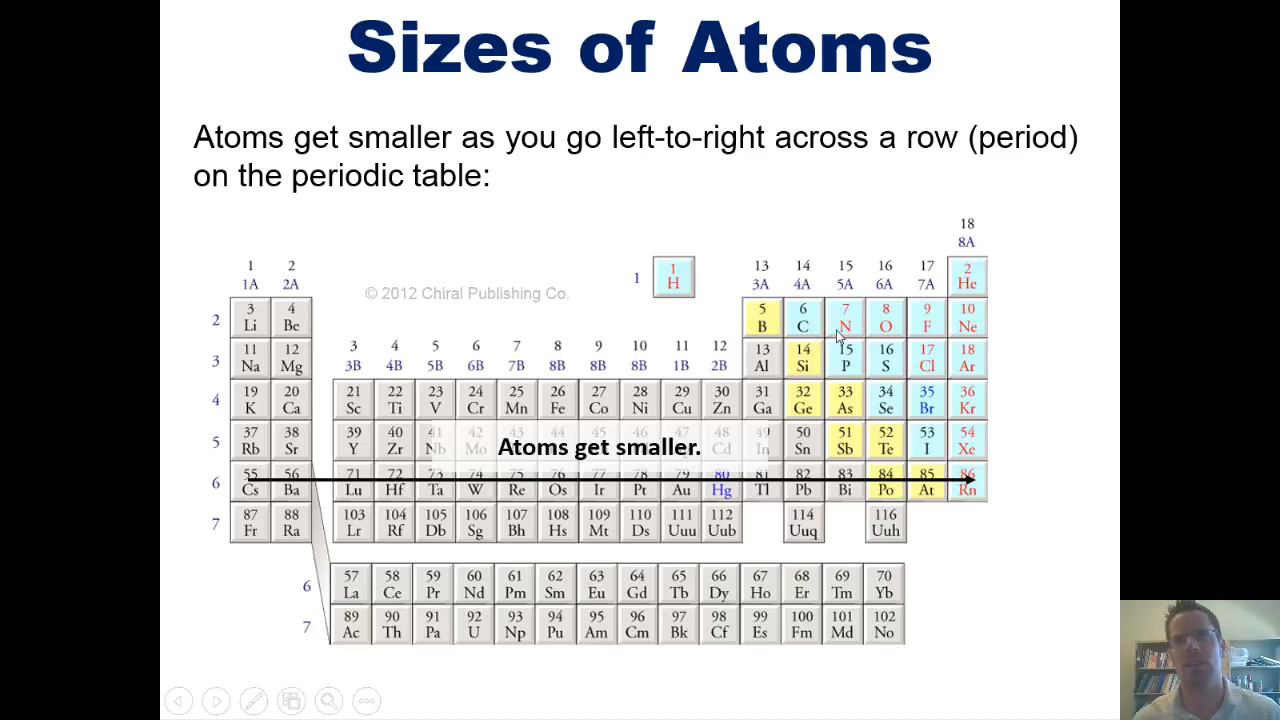 Sizes of Atoms
Atoms get smaller as you go left-to-right across a row (period)
on the periodic table:
18
8A
1 2 13 14 15 16 17
1A 2A 1 1 H 3A 4A 5A 6A 7A 2 He
© 2012 Chiral Publishing Co.
2 3 Li 4 Be 5 B 6 C 7 N 8 O 9 F 10 Ne
3 4 5 6 7 8 9 10 11 12
3B 4B 5B 6B 7B 8B 8B 8B 1B 2B
3 11 Na 12 Mg 13 Al 14 Si 15 P 16 S 17 Cl 18 Ar
4 19 K 20 Ca 21 Sc 22 Ti 23 V 24 Cr 25 Mn 26 Fe 27 Co 28 Ni 29 Cu 30 Zn 31 Ga 32 Ge 33 As 34 Se 35 Br 36 Kr
5 37 Rb 38 Sr 39 Y 40 Zr 41 Nb 42 Mo 48 Cd 49 In 50 Sn 51 Sb 52 Te 53 I 54 Xe
Atoms get smaller.
6 55 Cs 56 Ba 71 Lu 72 Hf 73 Ta 74 W 75 Re 76 Os 77 Ir 78 Pt 79 Au 80 Hg 81 Tl 82 Pb 83 Bi 84 Po 85 At 86 Rn
7 87 Fr 88 Ra 103 Lr 104 Rf 105 Db 106 Sg 107 Bh 108 Hs 109 Mt 110 Ds 111 Uuu 112 Uub 114 Uuq 116 Uuh
6 57 La 58 Ce 59 Pr 60 Nd 61 Pm 62 Sm 63 Eu 64 Gd 65 Tb 66 Dy 67 Ho 68 Er 69 Tm 70 Yb
7 89 Ac 90 Th 91 Pa 92 U 93 Np 94 Pu 95 Am 96 Cm 97 Bk 98 Cf 99 Es 100 Fm 101 Md 102 No